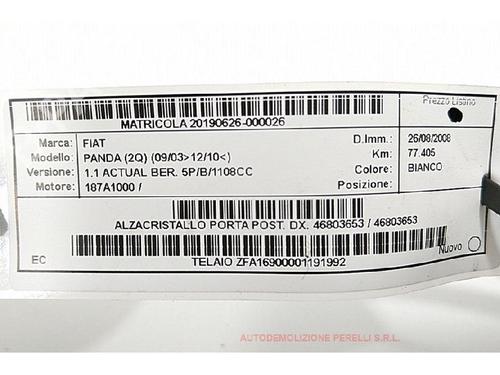 Prezzo Listino
MATRICOLA 20190626-000026
Marca: FIAT D.Imm.: 26/08/2008
Modello: PANDA (2Q) (09/03>12/10<) Km: 77.405
Versione: 1.1 ACTUAL BER. 5P/B/1108CC Colore: BIANCO
Motore: 187A1000 / Posizione:
ALZACRISTALLO PORTA POST. DX. 46803653 / 46803653
Nuovo
EC TELAIO ZFA16900001191992
AUTODEMOLIZIONE PERELLI S.R.L.